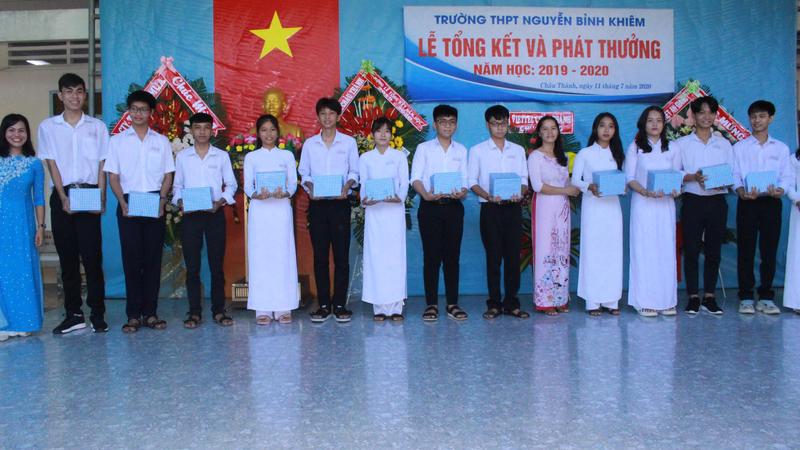 TRƯỜNG THPT NGUYỄN BỈNH KHIÊM
LỄ TỔNG KẾT VÀ PHÁT THƯỞNG
NĂM HỌC: 2019 - 2020
Châu Thành, ngày 11 tháng 7 năm 2020